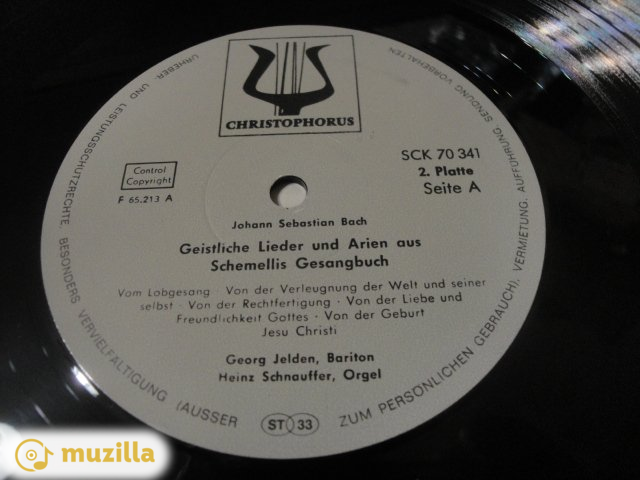 CHRISTOPHORUS
SCK 70 341
2. Platte
Seite A
Control
Copyright
F 65.213 A
Johann Sebastian Bach
Geistliche Lieder und Arien aus
Schemellis Gesangbuch
Vom Lobgesang · Von der Verleugnung der Welt und seiner
selbst · Von der Rechtfertigung · Von der Liebe und
Freundlichkeit Gottes · Von der Geburt
Jesu Christi
Georg Jelden, Bariton
Heinz Schnauffer, Orgel
ST 33
URHEBER- UND LEISTUNGSSCHUTZRECHTE, BESONDERS VERVIELFÄLTIGUNG (AUSSER ZUM PERSÖNLICHEN GEBRAUCH), VERMIETUNG, AUFFÜHRUNG, SENDUNG VORBEHALTEN
muzilla